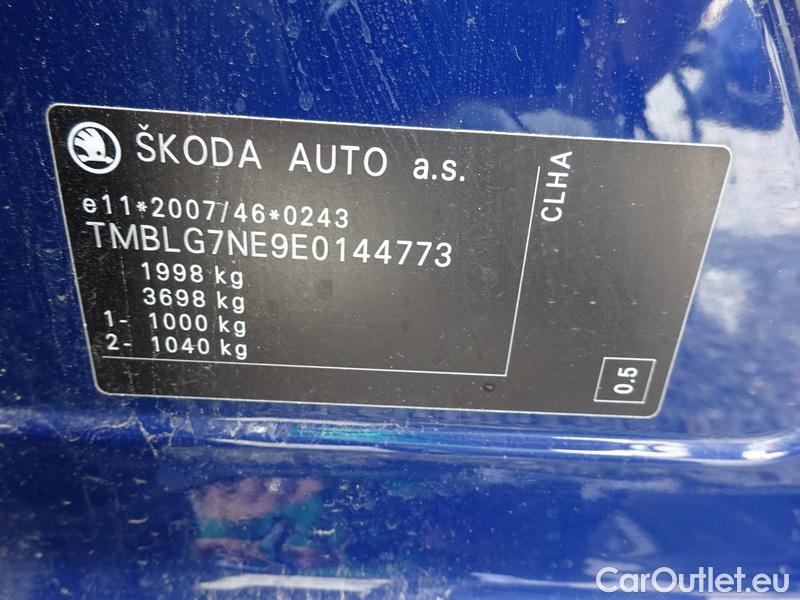 ŠKODA AUTO a.s.
e11*2007/46*0243
TMBLG7NE9E0144773
1998 kg
3698 kg
1- 1000 kg
2- 1040 kg
CLHA
0.5
CarOutlet.eu